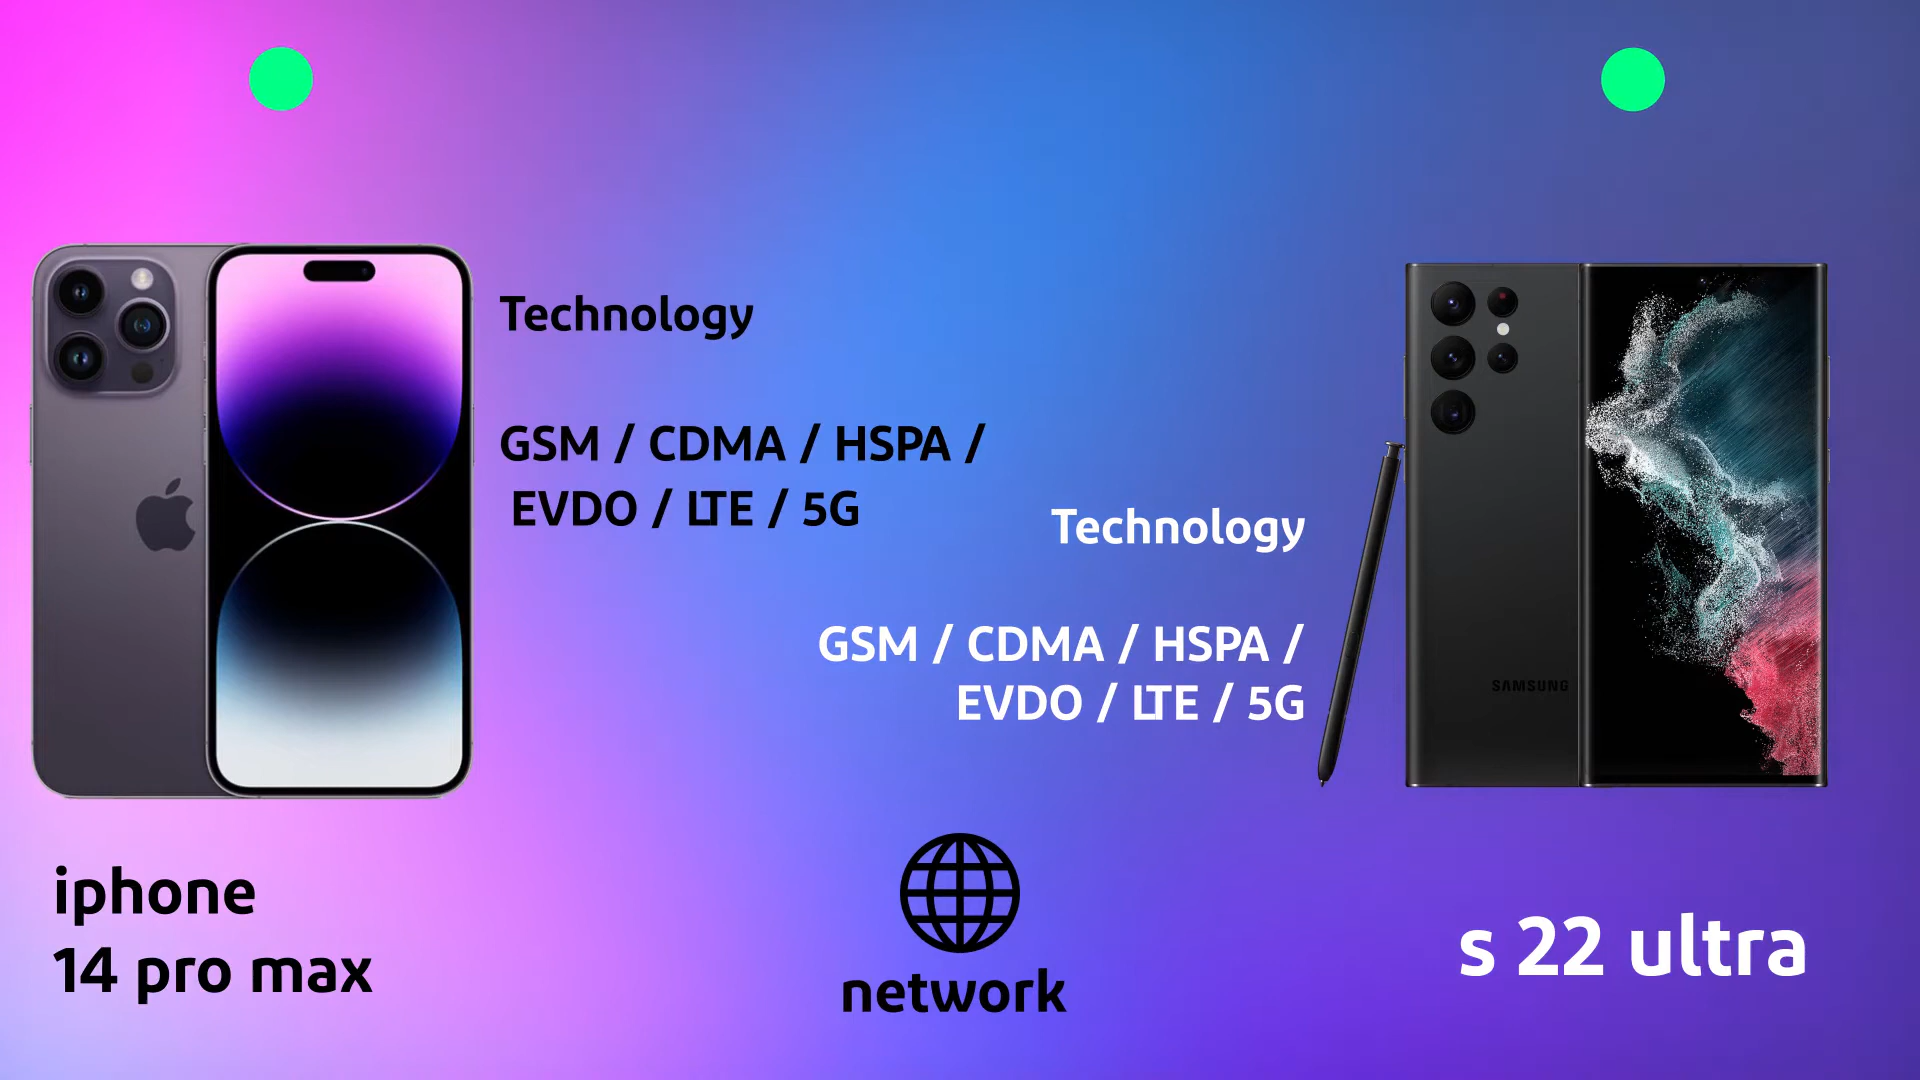 Technology
GSM / CDMA / HSPA /
EVDO / LTE / 5G
Technology
GSM / CDMA / HSPA /
EVDO / LTE / 5G
SAMSUNG
iphone
14 pro max
network
s 22 ultra